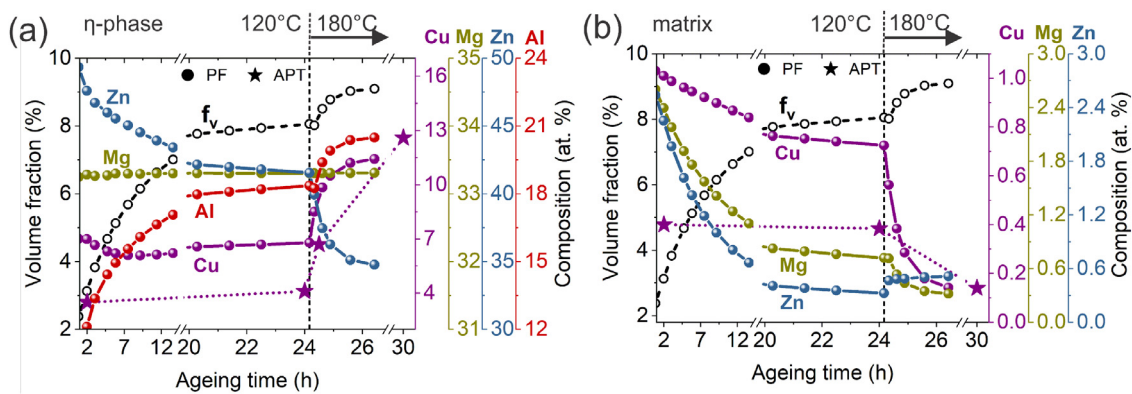 (a) η-phase 120°C 180°C Cu Mg Zn Al
10 16 35 50 24
PF APT
Zn
f_v
8 13 34 45 21
Mg
10
6 33 40 18
Al
7
4 32 35 15
Cu
4
2 31 30 12
2 7 12 20 22 24 26 30
Volume fraction (%)
Composition (at. %)
Ageing time (h)
(b) matrix 120°C 180°C Cu Mg Zn
10 3.0 3.0
PF APT
1.0
f_v
2.4 2.4
8 0.8
Cu
1.8 1.8
6 0.6
1.2 1.2
0.4
4
Mg
0.6 0.6
0.2
Zn
2 0.0 0.0 0.0
2 7 12 20 22 24 26 30
Volume fraction (%)
Composition (at. %)
Ageing time (h)